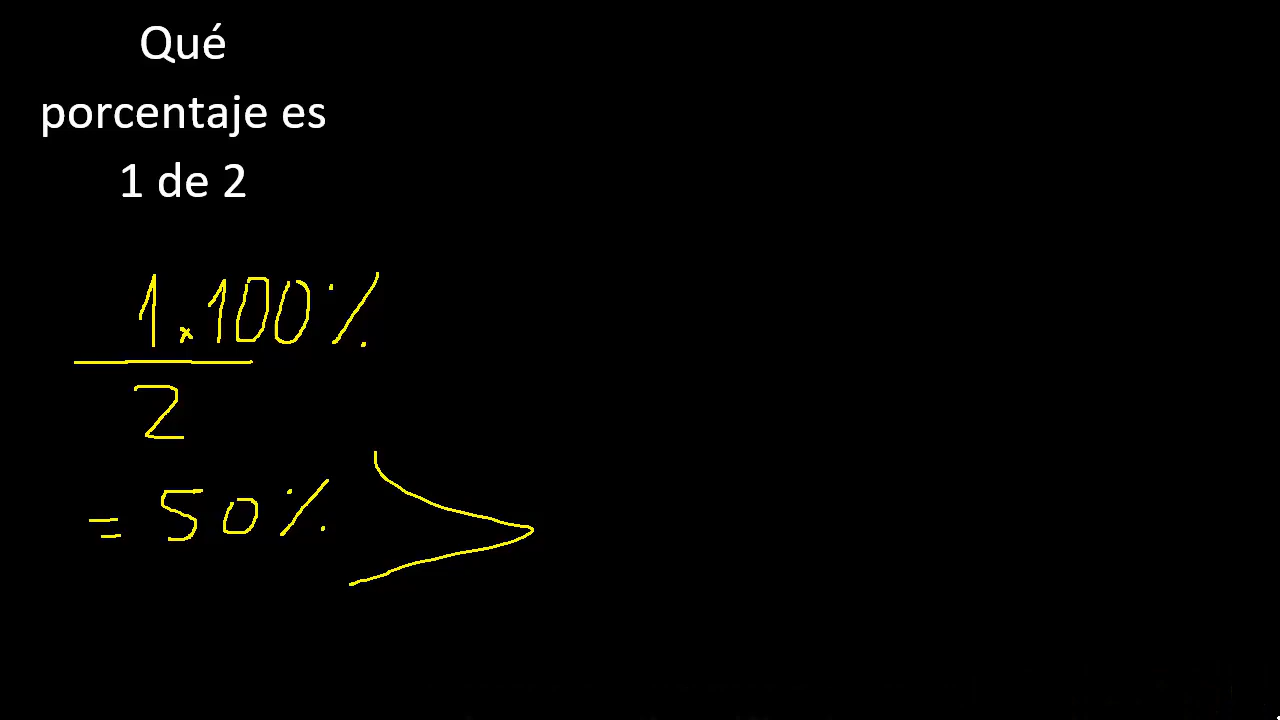 Qué
porcentaje es
1 de 2
1 x 100 %
2
= 50 %